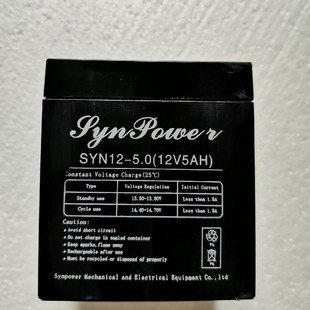 SynPower
SYN12-5.0(12V5AH)
Constant Voltage Charge(25℃)
Type Voltage Regulation Initial Current
Standby use 13.50-13.80V Less than 1.5A
Cycle use 14.40-14.70V Less than 1.5A
Caution:
Avoid short circuit
Do not charge in sealed container
Keep sparks,flame away
Rechargeable after use
Must be recycled or disposed of properly
Pb
Synpower Mechanical and Electrical Equipment Co.,ltd